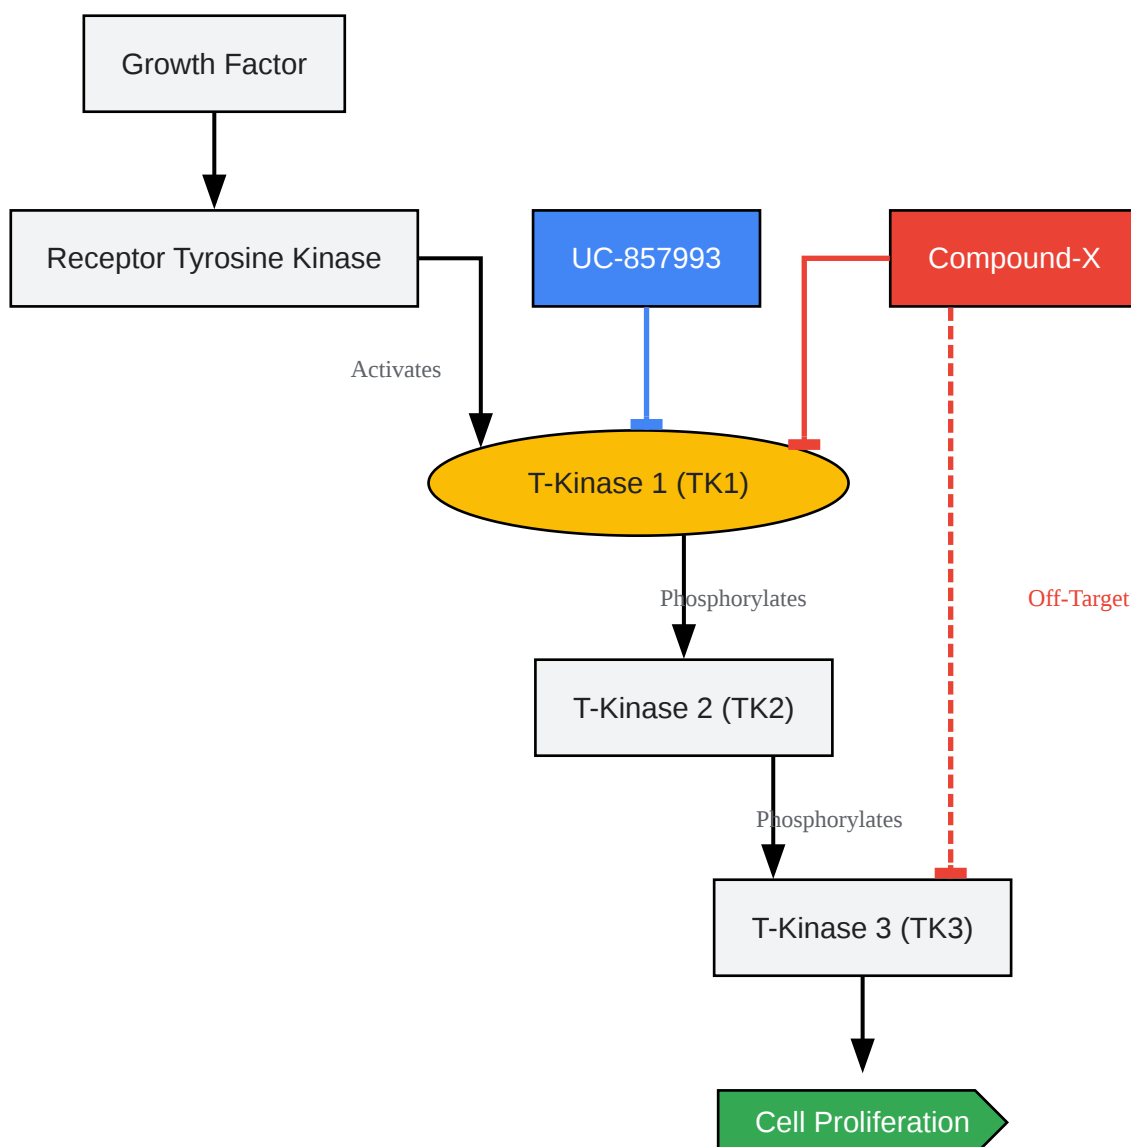 Growth Factor
Receptor Tyrosine Kinase
UC-857993
Compound-X
Activates
T-Kinase 1 (TK1)
Phosphorylates
Off-Target
T-Kinase 2 (TK2)
Phosphorylates
T-Kinase 3 (TK3)
Cell Proliferation